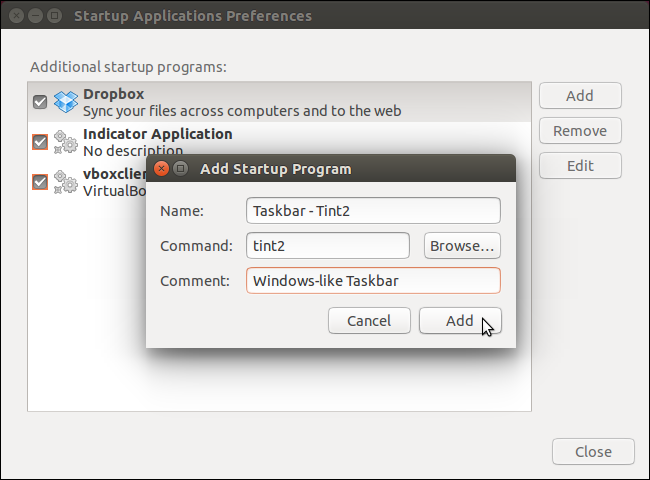 Startup Applications Preferences
Additional startup programs:
Dropbox
Sync your files across computers and to the web
Add
Indicator Application
No description
Remove
Edit
vboxclien
VirtualBo
Add Startup Program
Name: Taskbar - Tint2
Command: tint2 Browse...
Comment: Windows-like Taskbar
Cancel Add
Close